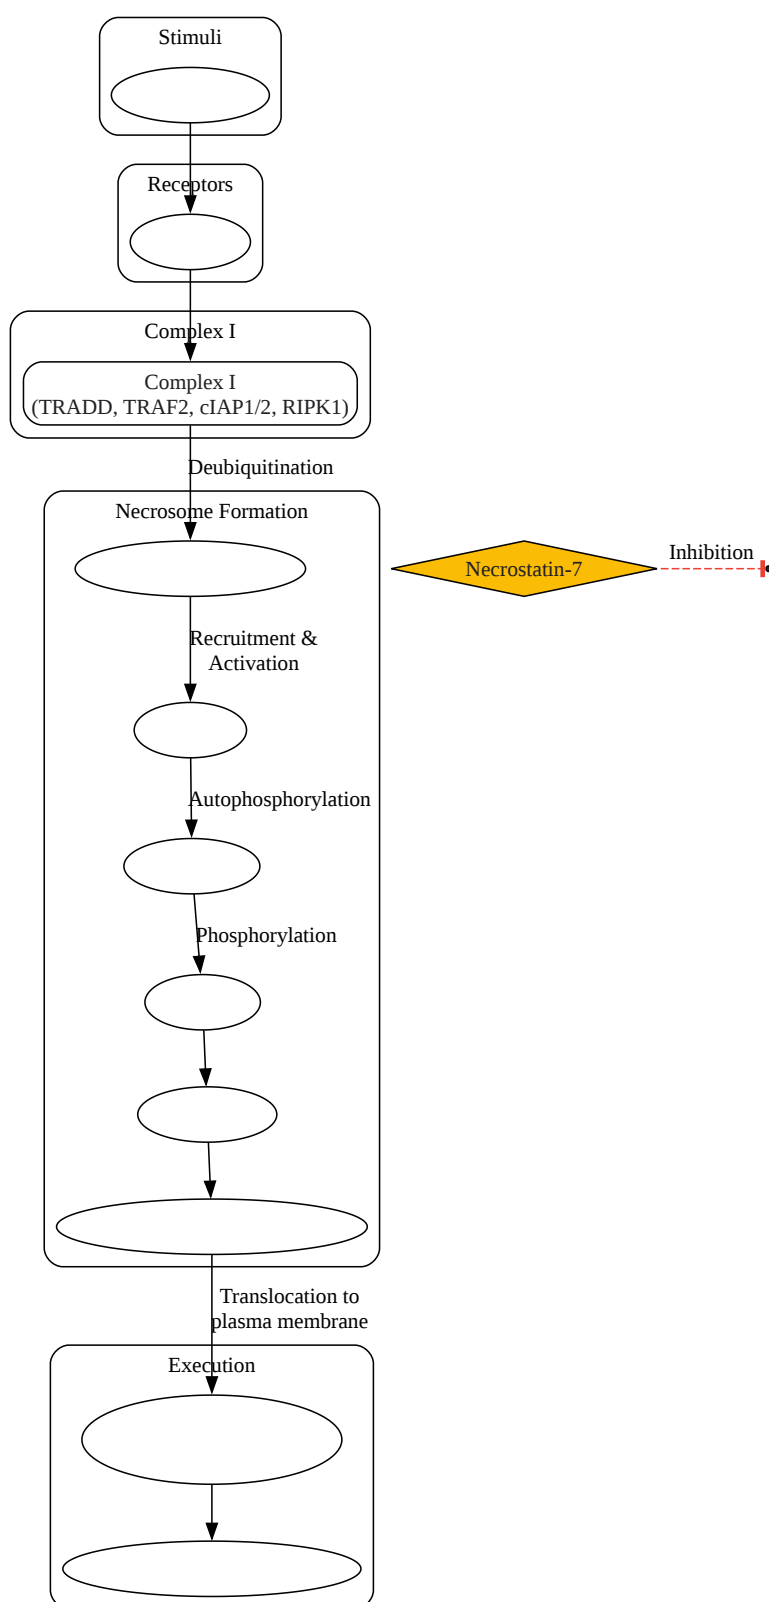 Stimuli
Receptors
Complex I
Complex I
(TRADD, TRAF2, cIAP1/2, RIPK1)
Deubiquitination
Necrosome Formation
Necrostatin-7
Inhibition
Recruitment &
Activation
Autophosphorylation
Phosphorylation
Translocation to
plasma membrane
Execution